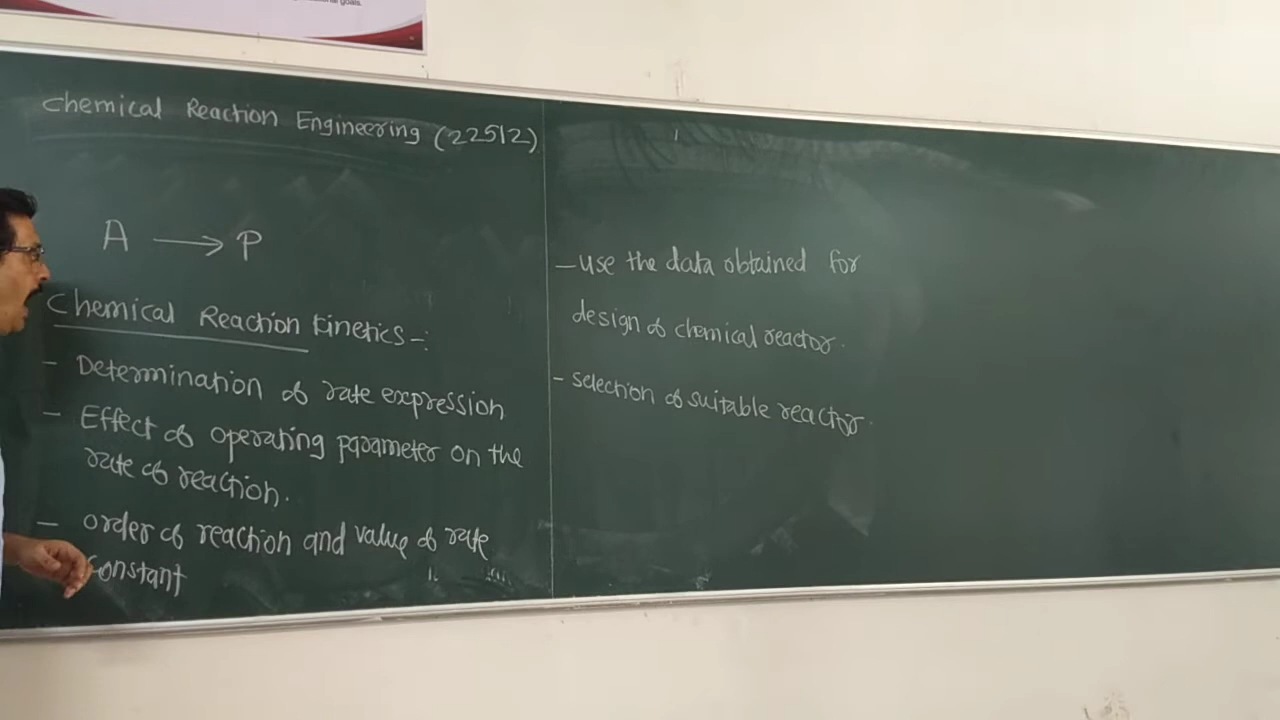 goals.
Chemical Reaction Engineering (22512)
A → P
Chemical Reaction Kinetics -:
- Determination of rate expression
- Effect of operating parameter on the
rate of reaction.
- order of reaction and value of rate
constant
- use the data obtained for
design of chemical reactor.
- selection of suitable reactor.